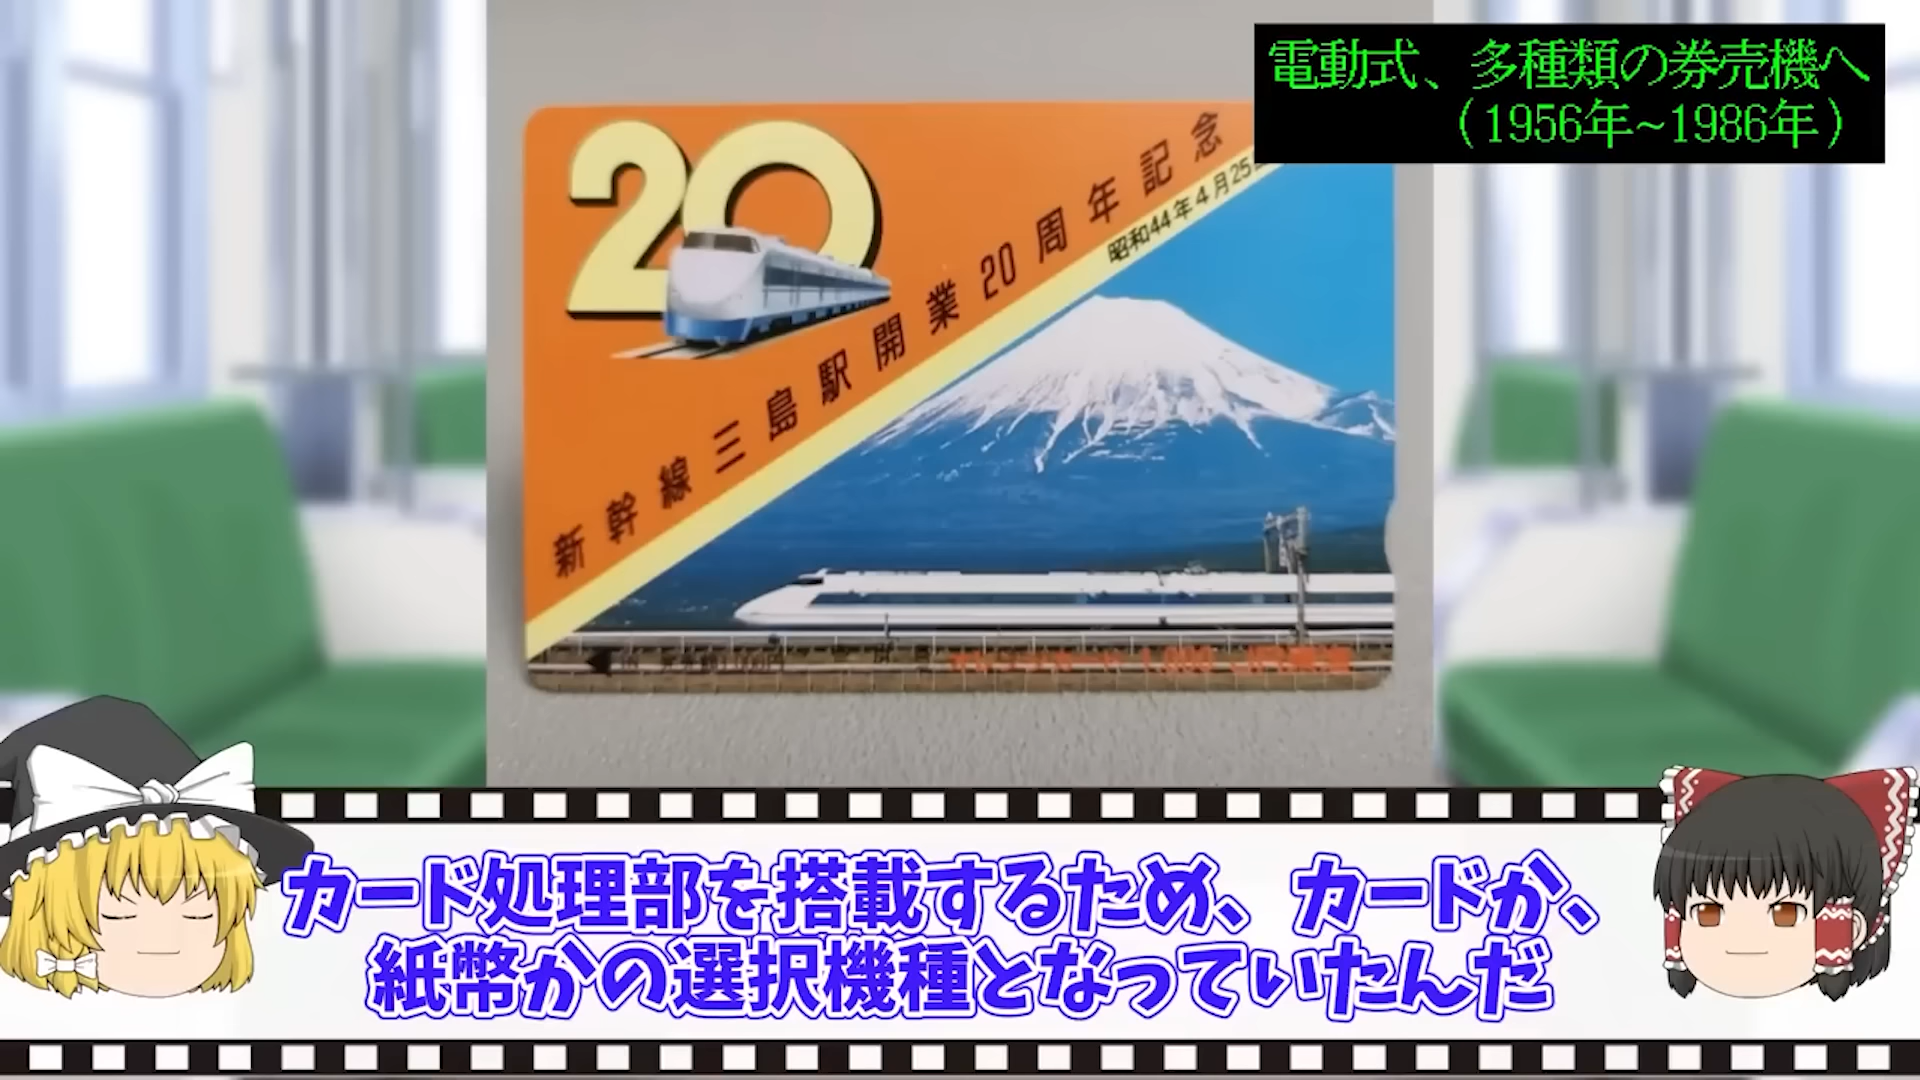 電動式、多種類の券売機へ
（1956年~1986年）
20
新幹線三島駅開業20周年記念
昭和44年4月25
カード処理部を搭載するため、カードか、
紙幣かの選択機種となっていたんだ